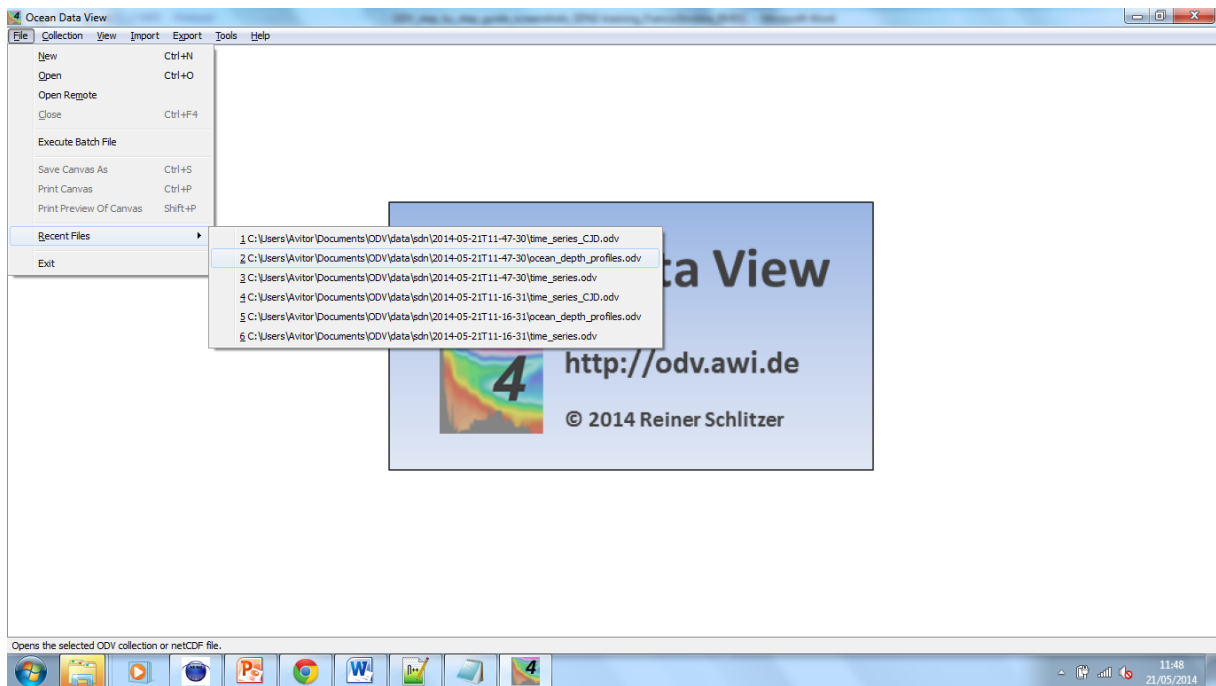 Ocean Data View
File Collection View Import Export Tools Help
New Ctrl+N
Open Ctrl+O
Open Remote
Close Ctrl+F4
Execute Batch File
Save Canvas As Ctrl+S
Print Canvas Ctrl+P
Print Preview Of Canvas Shift+P
Recent Files
Exit
1 C:\Users\Avitor\Documents\ODV\data\sdn\2014-05-21T11-47-30\time_series_CJD.odv
2 C:\Users\Avitor\Documents\ODV\data\sdn\2014-05-21T11-47-30\ocean_depth_profiles.odv
3 C:\Users\Avitor\Documents\ODV\data\sdn\2014-05-21T11-47-30\time_series.odv
4 C:\Users\Avitor\Documents\ODV\data\sdn\2014-05-21T11-16-31\time_series_CJD.odv
5 C:\Users\Avitor\Documents\ODV\data\sdn\2014-05-21T11-16-31\ocean_depth_profiles.odv
6 C:\Users\Avitor\Documents\ODV\data\sdn\2014-05-21T11-16-31\time_series.odv
ta View
4
http://odv.awi.de
© 2014 Reiner Schlitzer
Opens the selected ODV collection or netCDF file.
11:48
21/05/2014